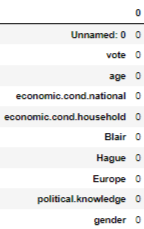 0
Unnamed: 0 0
vote 0
age 0
economic.cond.national 0
economic.cond.household 0
Blair 0
Hague 0
Europe 0
political.knowledge 0
gender 0